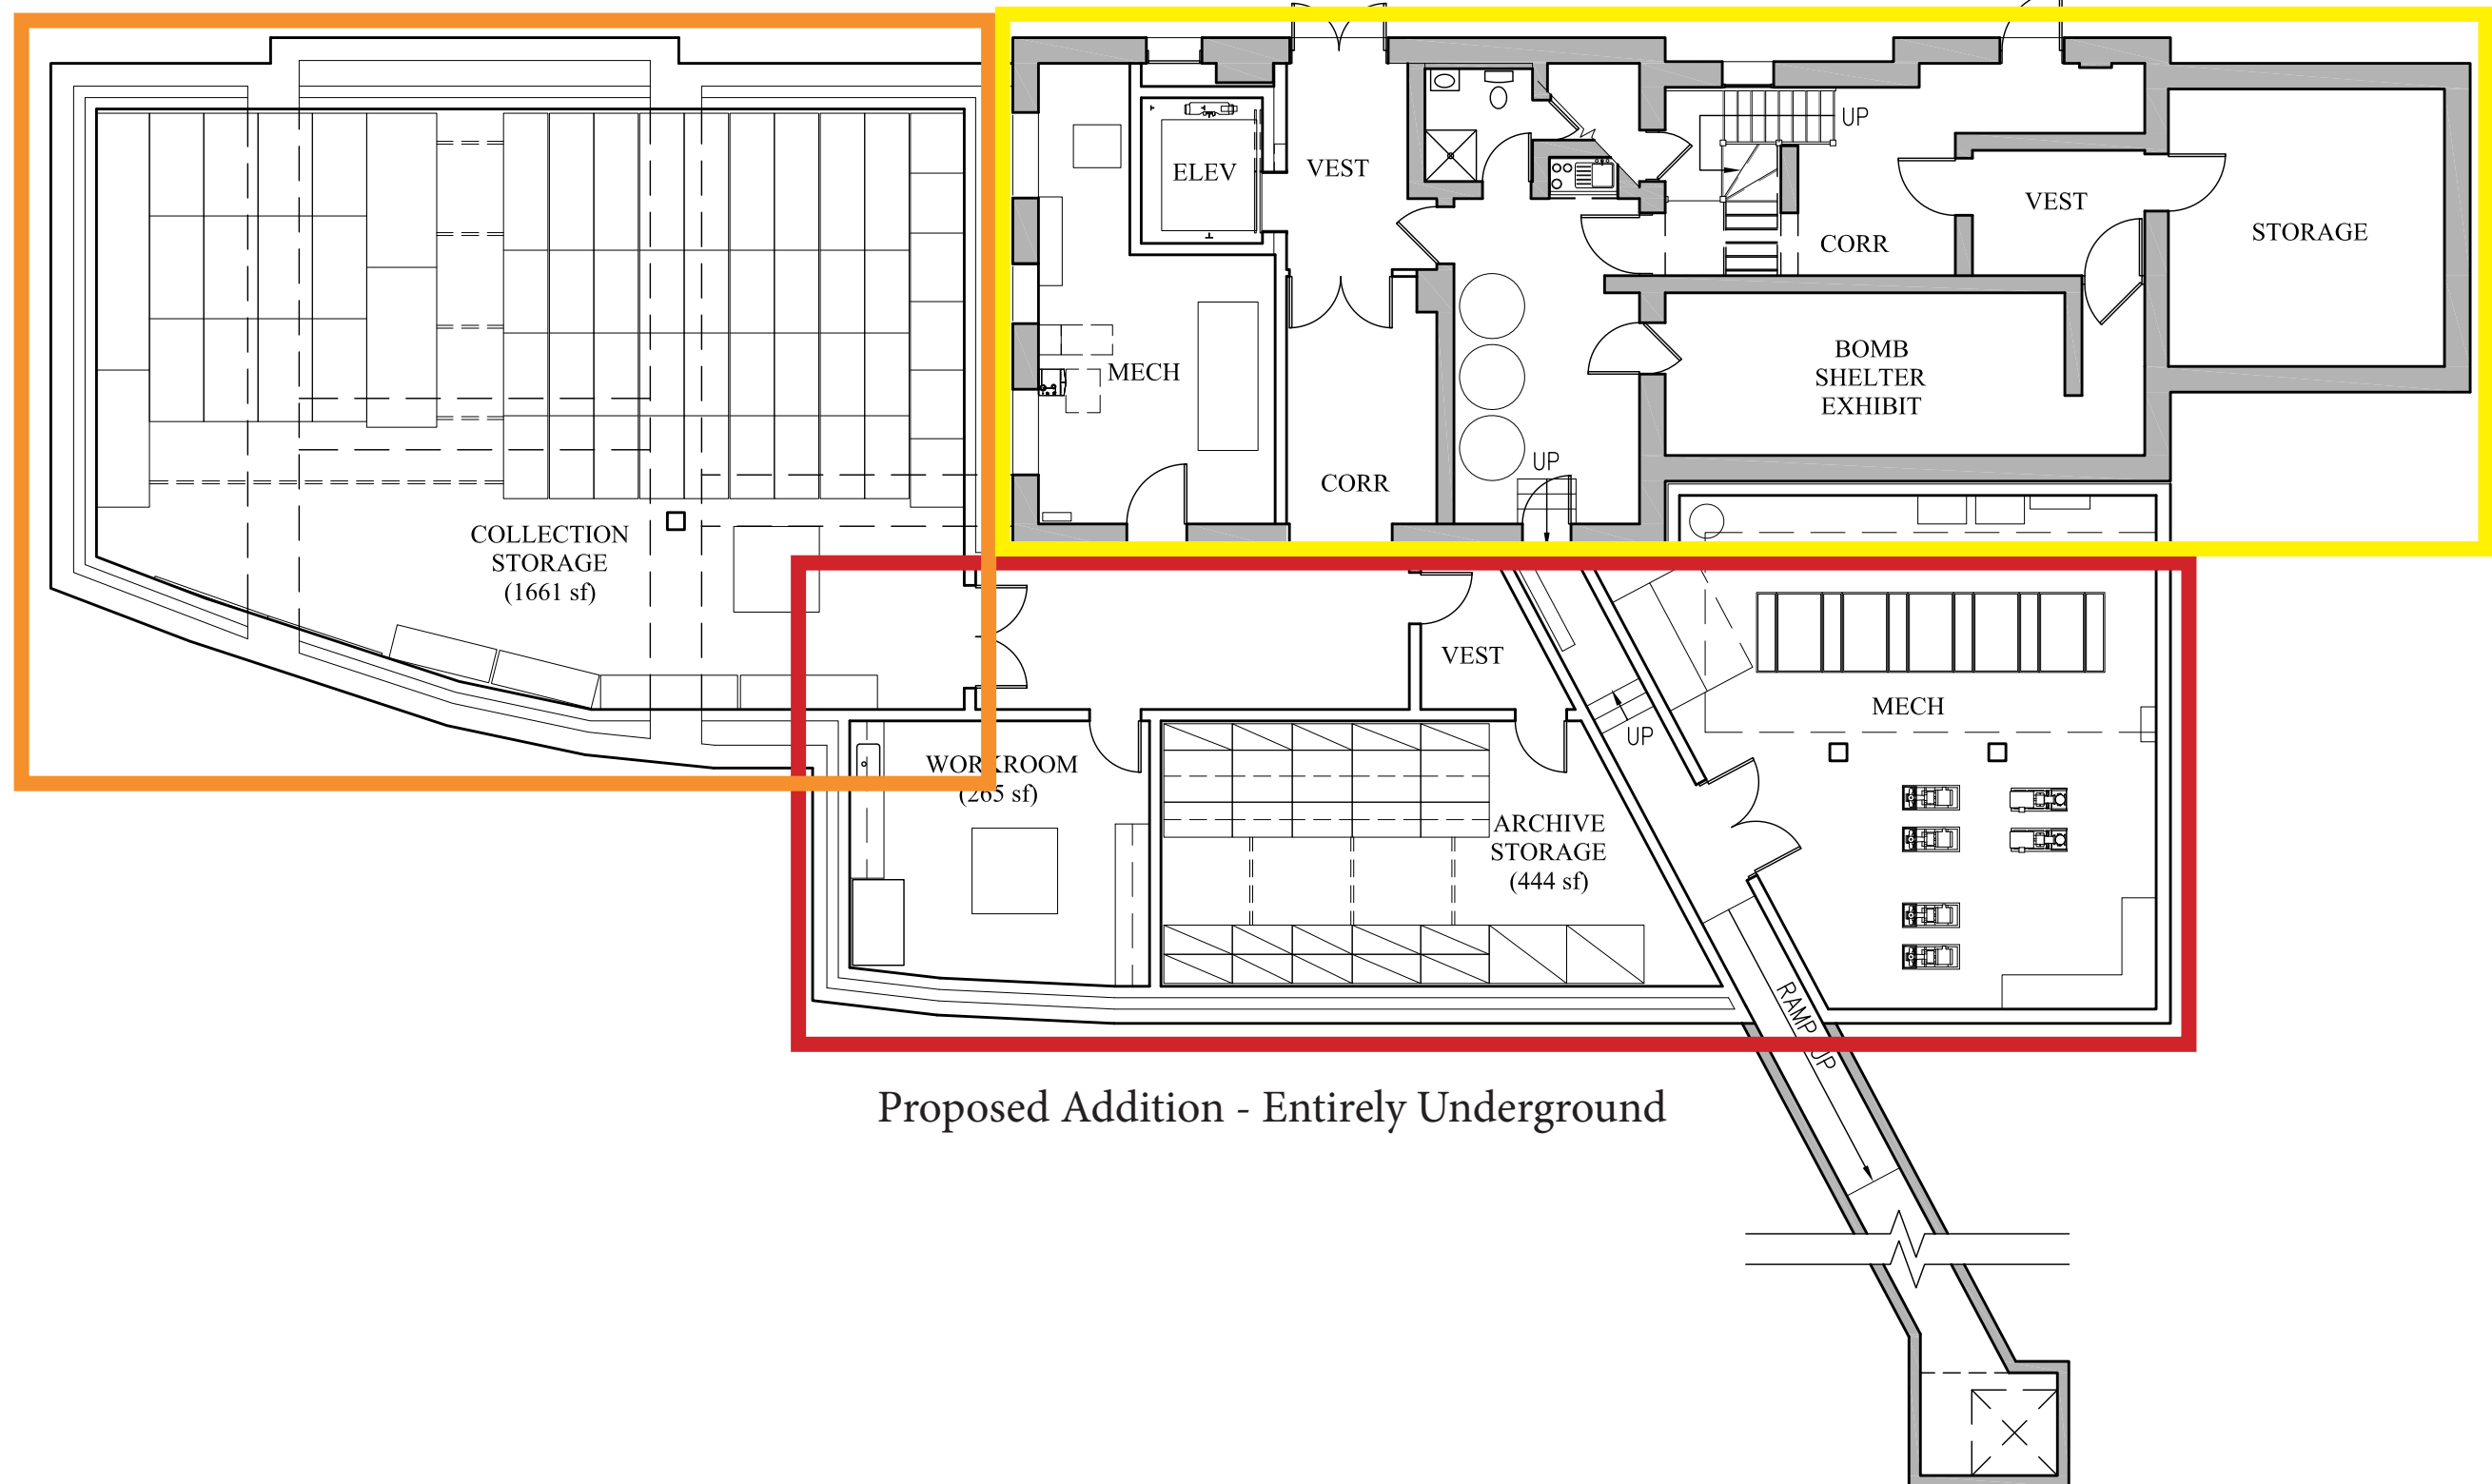 UP
ELEV
VEST
VEST
CORR
STORAGE
BOMB
SHELTER
EXHIBIT
MECH
UP
CORR
COLLECTION
STORAGE
(1661 sf)
VEST
MECH
UP
WORKROOM
(265 sf)
ARCHIVE
STORAGE
(444 sf)
RAMP UP
Proposed Addition - Entirely Underground